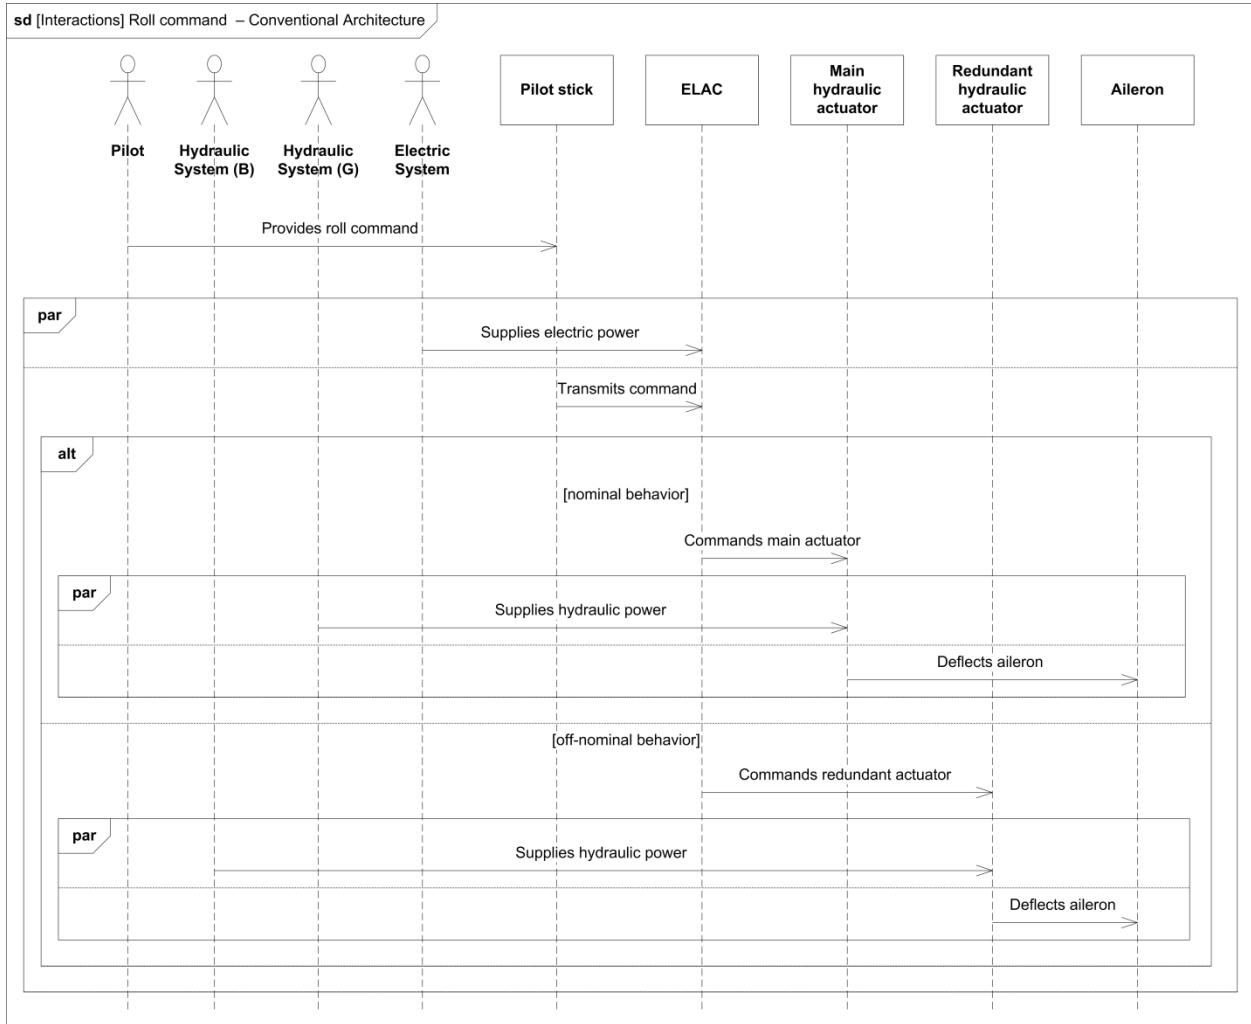 sd [Interactions] Roll command – Conventional Architecture
Pilot
Hydraulic
System (B)
Hydraulic
System (G)
Electric
System
Pilot stick
ELAC
Main
hydraulic
actuator
Redundant
hydraulic
actuator
Aileron
Provides roll command
par
Supplies electric power
Transmits command
alt
[nominal behavior]
Commands main actuator
par
Supplies hydraulic power
Deflects aileron
[off-nominal behavior]
Commands redundant actuator
par
Supplies hydraulic power
Deflects aileron